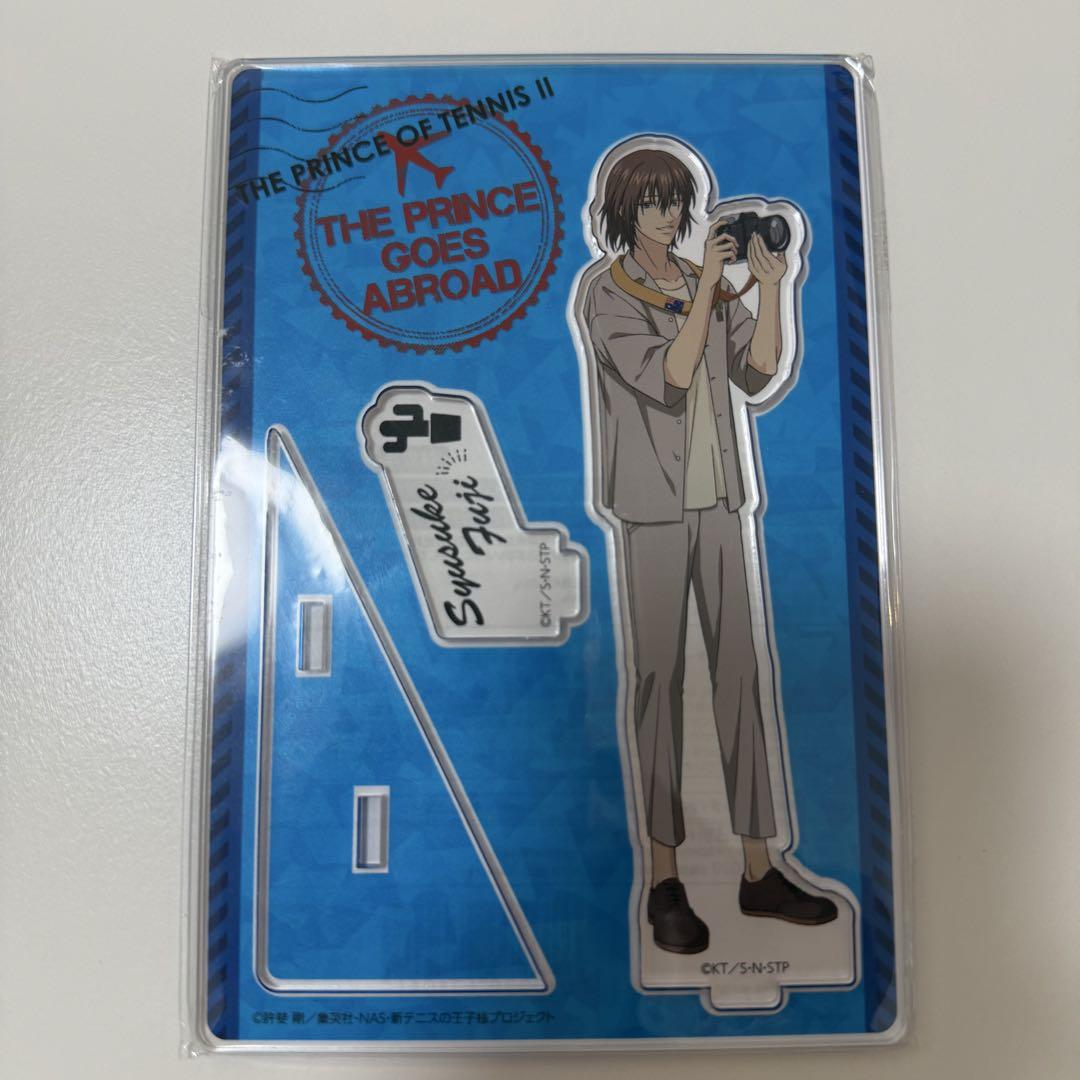 THE PRINCE OF TENNIS II
THE PRINCE
GOES
ABROAD
Syusuke
Fuji
©KT/S・N・STP
©KT/S・N・STP
©許斐 剛/集英社・NAS・新テニスの王子様プロジェクト